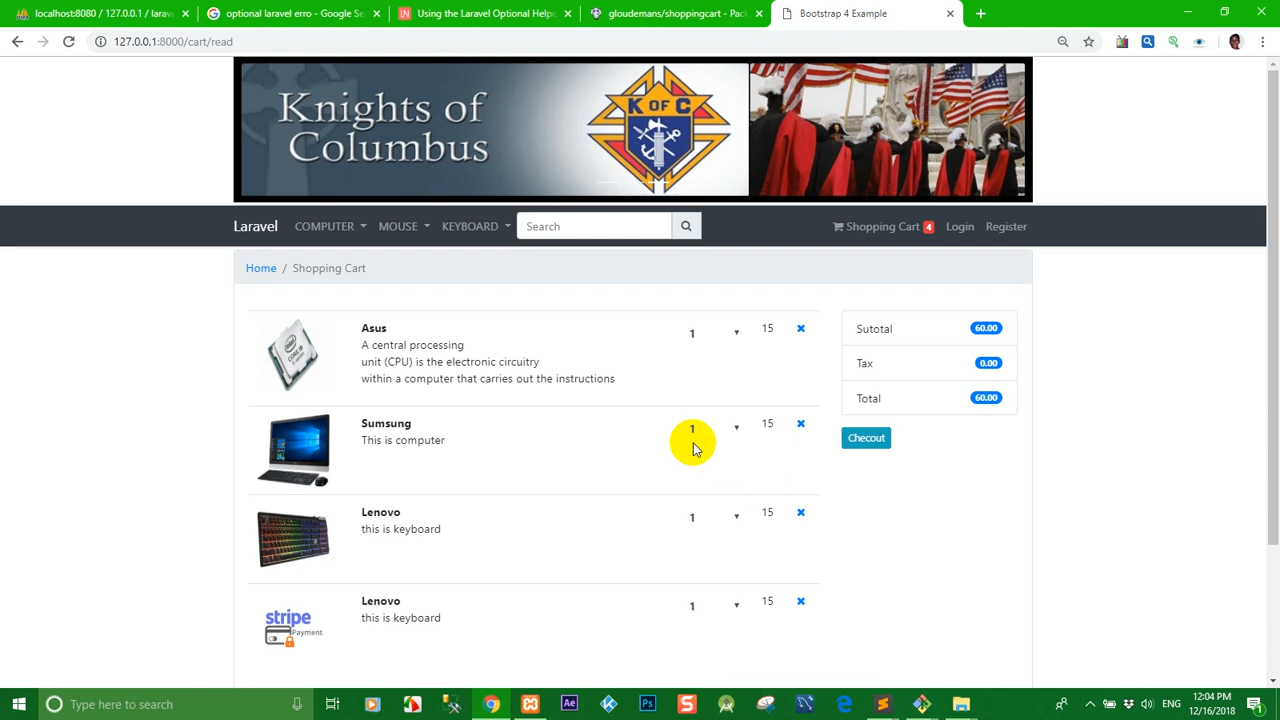 localhost:8080 / 127.0.0.1 / larav
optional laravel erro - Google Se
Using the Laravel Optional Helpe
gloudemans/shoppingcart - Pack
Bootstrap 4 Example
127.0.0.1:8000/cart/read
Knights of
Columbus
K OF C
Laravel
COMPUTER
MOUSE
KEYBOARD
Search
Shopping Cart 4
Login
Register
Home / Shopping Cart
Asus
1
15
A central processing
unit (CPU) is the electronic circuitry
within a computer that carries out the instructions
Sutotal 60.00
Tax 0.00
Total 60.00
Checout
Sumsung
1
15
This is computer
Lenovo
1
15
this is keyboard
Lenovo
1
15
this is keyboard
stripe
Payment
Type here to search
ENG
12:04 PM
12/16/2018